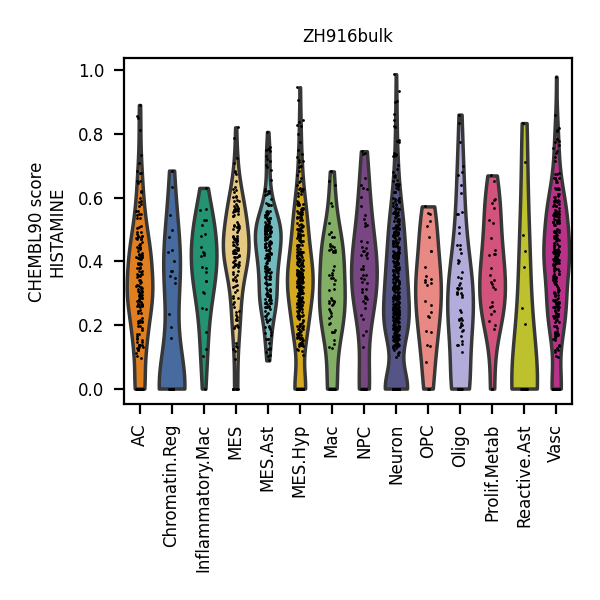 ZH916bulk
CHEMBL90 score
HISTAMINE
1.0
0.8
0.6
0.4
0.2
0.0
AC
Chromatin.Reg
Inflammatory.Mac
MES
MES.Ast
MES.Hyp
Mac
NPC
Neuron
OPC
Oligo
Prolif.Metab
Reactive.Ast
Vasc